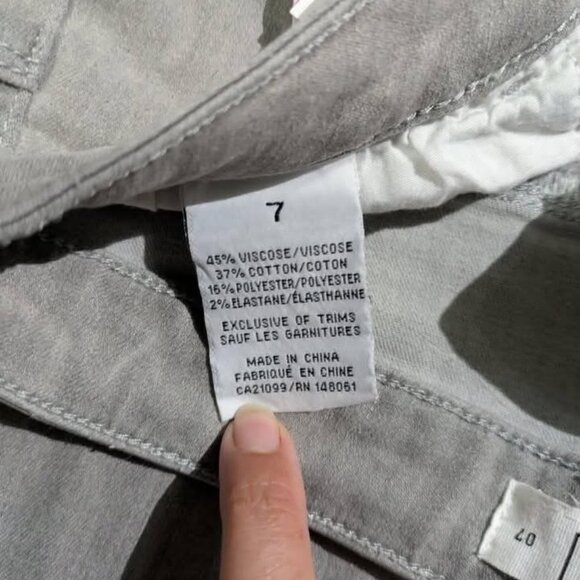 7
45% VISCOSE/VISCOSE
37% COTTON/COTON
16% POLYESTER/POLYESTER
2% ELASTANE/ÉLASTHANNE
EXCLUSIVE OF TRIMS
SAUF LES GARNITURES
MADE IN CHINA
FABRIQUÉ EN CHINE
CA21099/RN 148061
40